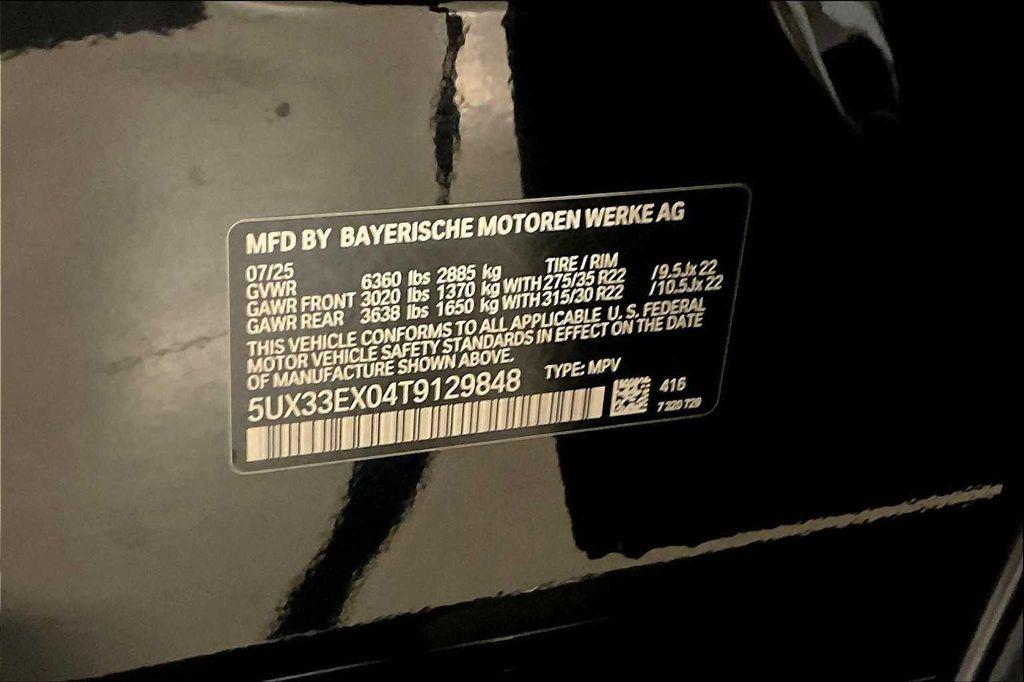 MFD BY BAYERISCHE MOTOREN WERKE AG
07/25 TIRE / RIM
GVWR 6360 lbs 2885 kg
GAWR FRONT 3020 lbs 1370 kg WITH 275/35 R22 /9.5Jx22
GAWR REAR 3638 lbs 1650 kg WITH 315/30 R22 /10.5Jx22
THIS VEHICLE CONFORMS TO ALL APPLICABLE U.S. FEDERAL
MOTOR VEHICLE SAFETY STANDARDS IN EFFECT ON THE DATE
OF MANUFACTURE SHOWN ABOVE.
5UX33EX04T9129848 TYPE: MPV
416
7 220 720